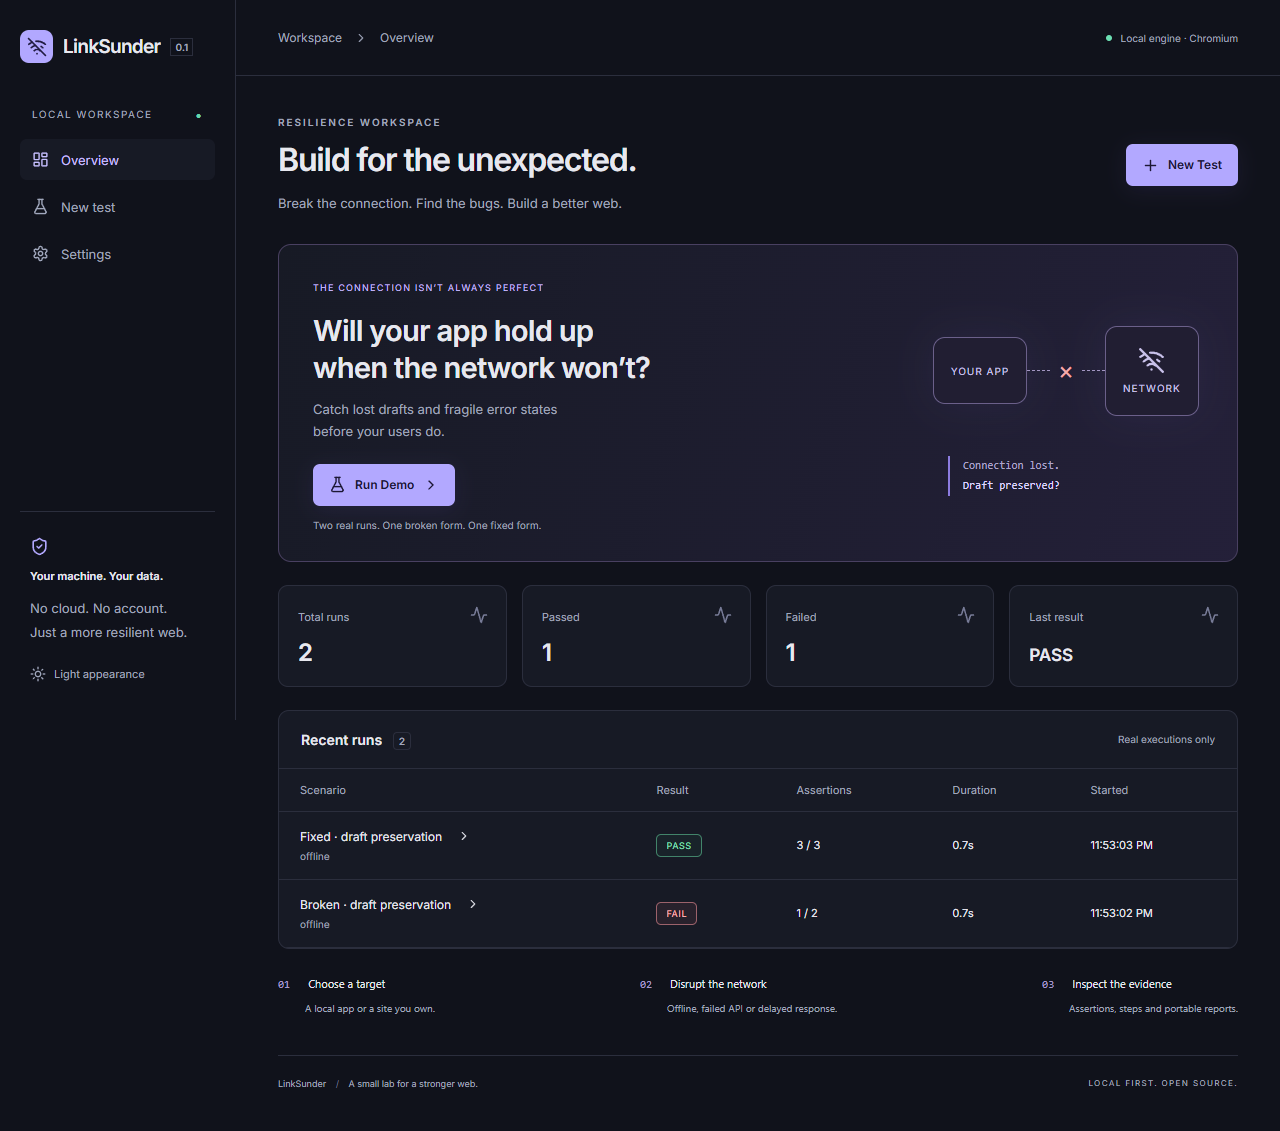 LinkSunder 0.1
LOCAL WORKSPACE
Overview
New test
Settings
Your machine. Your data.
No cloud. No account.
Just a more resilient web.
Light appearance
Workspace > Overview
Local engine · Chromium
RESILIENCE WORKSPACE
Build for the unexpected.
Break the connection. Find the bugs. Build a better web.
New Test
THE CONNECTION ISN'T ALWAYS PERFECT
Will your app hold up
when the network won’t?
Catch lost drafts and fragile error states
before your users do.
Run Demo
Two real runs. One broken form. One fixed form.
YOUR APP
NETWORK
Connection lost.
Draft preserved?
Total runs
2
Passed
1
Failed
1
Last result
PASS
Recent runs 2
Real executions only
Scenario Result Assertions Duration Started
Fixed · draft preservation PASS 3 / 3 0.7s 11:53:03 PM
offline
Broken · draft preservation FAIL 1 / 2 0.7s 11:53:02 PM
offline
01 Choose a target
A local app or a site you own.
02 Disrupt the network
Offline, failed API or delayed response.
03 Inspect the evidence
Assertions, steps and portable reports.
LinkSunder / A small lab for a stronger web.
LOCAL FIRST. OPEN SOURCE.